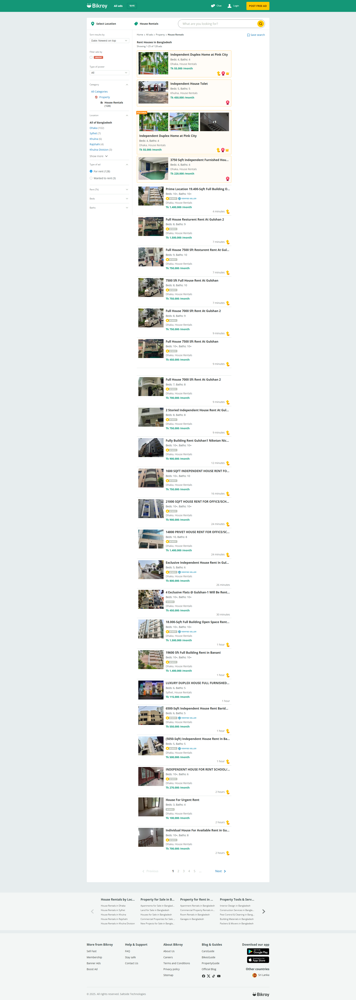 Bikroy
All ads
বাংলা
Chat
Login
POST FREE AD
Select Location
House Rentals
What are you looking for?
Sort results by
Date: Newest on top
Filter ads by
URGENT
Type of poster
All
Category
All Categories
Property
House Rentals
(128)
Location
All of Bangladesh
Dhaka (102)
Sylhet (7)
Khulna (6)
Rajshahi (4)
Khulna Division (3)
Show more
Type of ad
For rent (128)
Wanted to rent (3)
Rent (Tk)
Beds
Baths
Home > All ads > Property > House Rentals
Save search
Rent Houses in Bangladesh
Showing 1-25 of 128 ads
Independent Duplex Home at Pink City
Beds: 4, Baths: 4
Dhaka, House Rentals
Tk 55,000 /month
Independent House Tolet
Beds: 5, Baths: 5
Khulna, House Rentals
Tk 450,000 /month
FEATURED
+1
Independent Duplex Home at Pink City
Beds: 4, Baths: 4
Dhaka, House Rentals
Tk 55,000 /month
3750 Sqft Independent Furnished Hou...
Beds: 4, Baths: 4
Dhaka, House Rentals
Tk 220,000 /month
Prime Location 19.400-Sqft Full Building O...
Beds: 10+, Baths: 10+
MEMBER VERIFIED SELLER
Dhaka, House Rentals
Tk 1,400,000 /month
4 minutes
Full House Resturent Rent At Gulshan 2
Beds: 8, Baths: 9
MEMBER
Dhaka, House Rentals
Tk 1,500,000 /month
7 minutes
Full House 7500 Sft Resturent Rent At Gul...
Beds: 9, Baths: 10
MEMBER
Dhaka, House Rentals
Tk 750,000 /month
7 minutes
7500 Sft Full House Rent At Gulshan
Beds: 8, Baths: 10
MEMBER
Dhaka, House Rentals
Tk 750,000 /month
7 minutes
Full House 7000 Sft Rent At Gulshan 2
Beds: 8, Baths: 9
MEMBER
Dhaka, House Rentals
Tk 750,000 /month
9 minutes
Full House 7500 Sft Rent At Gulshan
Beds: 10+, Baths: 10+
MEMBER
Dhaka, House Rentals
Tk 450,000 /month
9 minutes
Full House 7000 Sft Rent At Gulshan 2
Beds: 7, Baths: 8
MEMBER
Dhaka, House Rentals
Tk 700,000 /month
9 minutes
2 Storied Independent House Rent At Gul...
Beds: 8, Baths: 8
MEMBER
Dhaka, House Rentals
Tk 750,000 /month
9 minutes
Fully Building Rent Gulshan1 Niketan Nic...
Beds: 10+, Baths: 10+
MEMBER
Dhaka, House Rentals
Tk 900,000 /month
12 minutes
1600 SQFT INDEPENDENT HOUSE RENT FO...
Beds: 10+, Baths: 10
MEMBER
Dhaka, House Rentals
Tk 750,000 /month
16 minutes
21000 SQFT HOUSE RENT FOR OFFICE/SCH...
Beds: 10+, Baths: 10+
MEMBER
Dhaka, House Rentals
Tk 900,000 /month
24 minutes
14800 PRIVET HOUSE RENT FOR OFFICE/SC...
Beds: 10, Baths: 8
MEMBER
Dhaka, House Rentals
Tk 1,400,000 /month
24 minutes
Exclusive Independent House Rent In Gul...
Beds: 5, Baths: 6
MEMBER VERIFIED SELLER
Dhaka, House Rentals
Tk 800,000 /month
26 minutes
4 Exclusive Flats @ Gulshan-1 Will Be Rent...
Beds: 10+, Baths: 10+
MEMBER
Dhaka, House Rentals
Tk 450,000 /month
30 minutes
18.000-Sqft Full Building Open Space Rent...
Beds: 10+, Baths: 10+
MEMBER VERIFIED SELLER
Dhaka, House Rentals
Tk 1,500,000 /month
1 hour
19600 Sft Full Building Rent in Banani
Beds: 10+, Baths: 10+
MEMBER
Dhaka, House Rentals
Tk 1,400,000 /month
1 hour
LUXURY DUPLEX HOUSE FULL FURNISHED...
Beds: 6, Baths: 5
Sylhet, House Rentals
Tk 115,000 /month
1 hour
6500-Sqft Independent House Rent Barid...
Beds: 6, Baths: 5
MEMBER VERIFIED SELLER
Dhaka, House Rentals
Tk 550,000 /month
1 hour
(5050-Sqft) Independent House Rent In Ba...
Beds: 5, Baths: 5
MEMBER VERIFIED SELLER
Dhaka, House Rentals
Tk 500,000 /month
1 hour
INDEPENDENT HOUSE FOR RENT SCHOOL/...
Beds: 10+, Baths: 6
MEMBER
Dhaka, House Rentals
Tk 270,000 /month
2 hours
House For Urgent Rent
Beds: 3, Baths: 4
MEMBER
Dhaka, House Rentals
Tk 100,000 /month
2 hours
Individual House For Available Rent in Gu...
Beds: 10+, Baths: 8
MEMBER
Dhaka, House Rentals
Tk 700,000 /month
2 hours
Previous 1 2 3 4 5 ... Next
House Rentals by Loc...
House Rentals in Dhaka
House Rentals in Sylhet
House Rentals in Khulna
House Rentals in Rajshahi
House Rentals in Khulna Division
Property for Sale in B...
Apartments for Sale in Banglad...
Land for Sale in Bangladesh
Houses for Sale in Bangladesh
Commercial Properties for Sale ...
New Projects for Sale in Bangla...
Property for Rent in ...
Apartment Rentals in Bangladesh
Commercial Property Rentals in...
Room Rentals in Bangladesh
Garages in Bangladesh
Property Tools & Serv...
Interior Design in Bangladesh
Construction Services in Bangla...
Pest Control & Cleaning in Bang...
Building Materials in Bangladesh
Packers & Movers in Bangladesh
More from Bikroy
Sell Fast
Membership
Banner Ads
Boost Ad
Help & Support
FAQ
Stay safe
Contact Us
About Bikroy
About Us
Careers
Terms and Conditions
Privacy policy
Sitemap
Blog & Guides
CarsGuide
BikesGuide
PropertyGuide
Official Blog
Download our app
GET IT ON
Google Play
Download on the
App Store
Other countries
Sri Lanka
© 2025. All rights reserved. Saltside Technologies
Bikroy